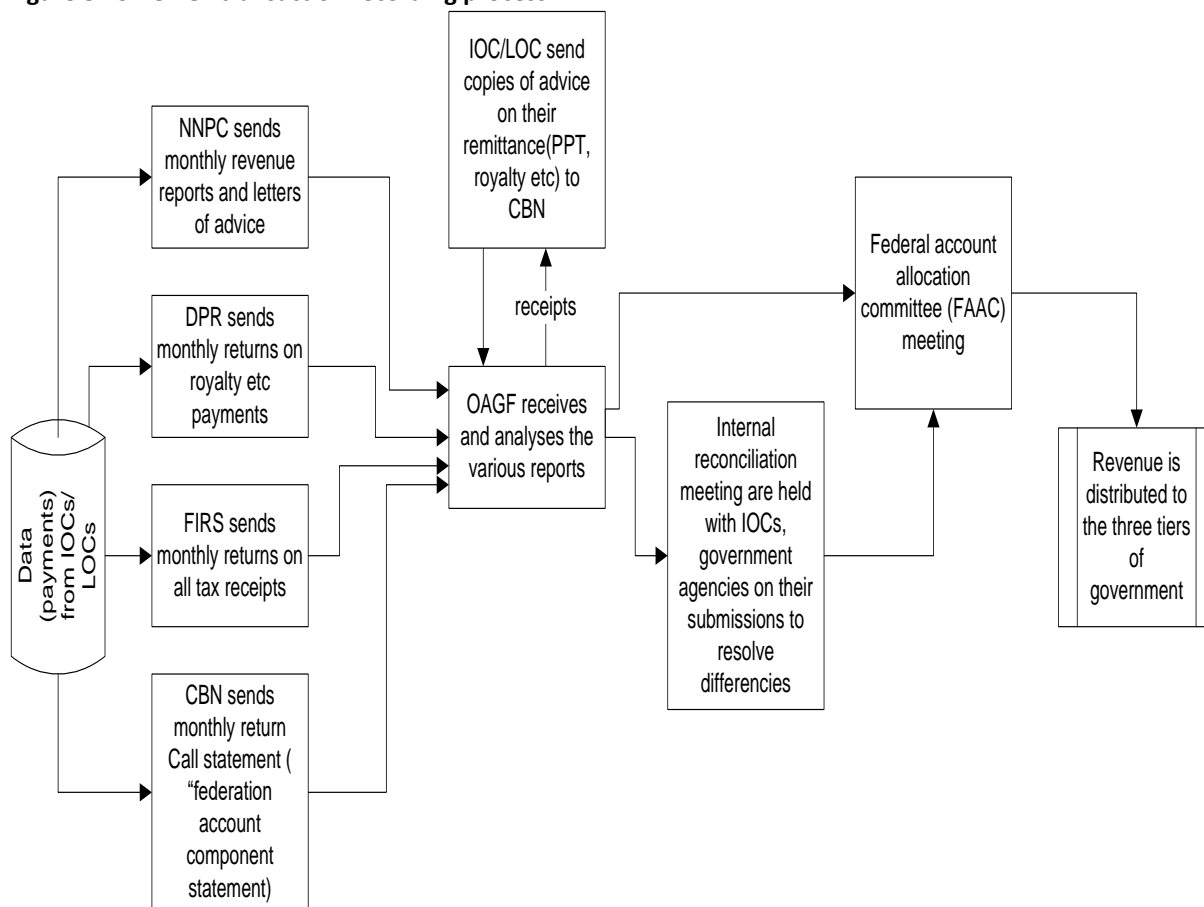 IOC/LOC send
copies of advice
on their
remittance(PPT,
royalty etc) to
CBN
NNPC sends
monthly revenue
reports and letters
of advice
Federal account
allocation
committee (FAAC)
meeting
receipts
DPR sends
monthly returns on
royalty etc
payments
OAGF receives
and analyses the
various reports
Internal
reconciliation
meeting are held
with IOCs,
government
agencies on their
submissions to
resolve
differencies
Revenue is
distributed to
the three tiers
of
government
Data
(payments)
from IOCs/
LOCs
FIRS sends
monthly returns on
all tax receipts
CBN sends
monthly return
Call statement (
“federation
account
component
statement)